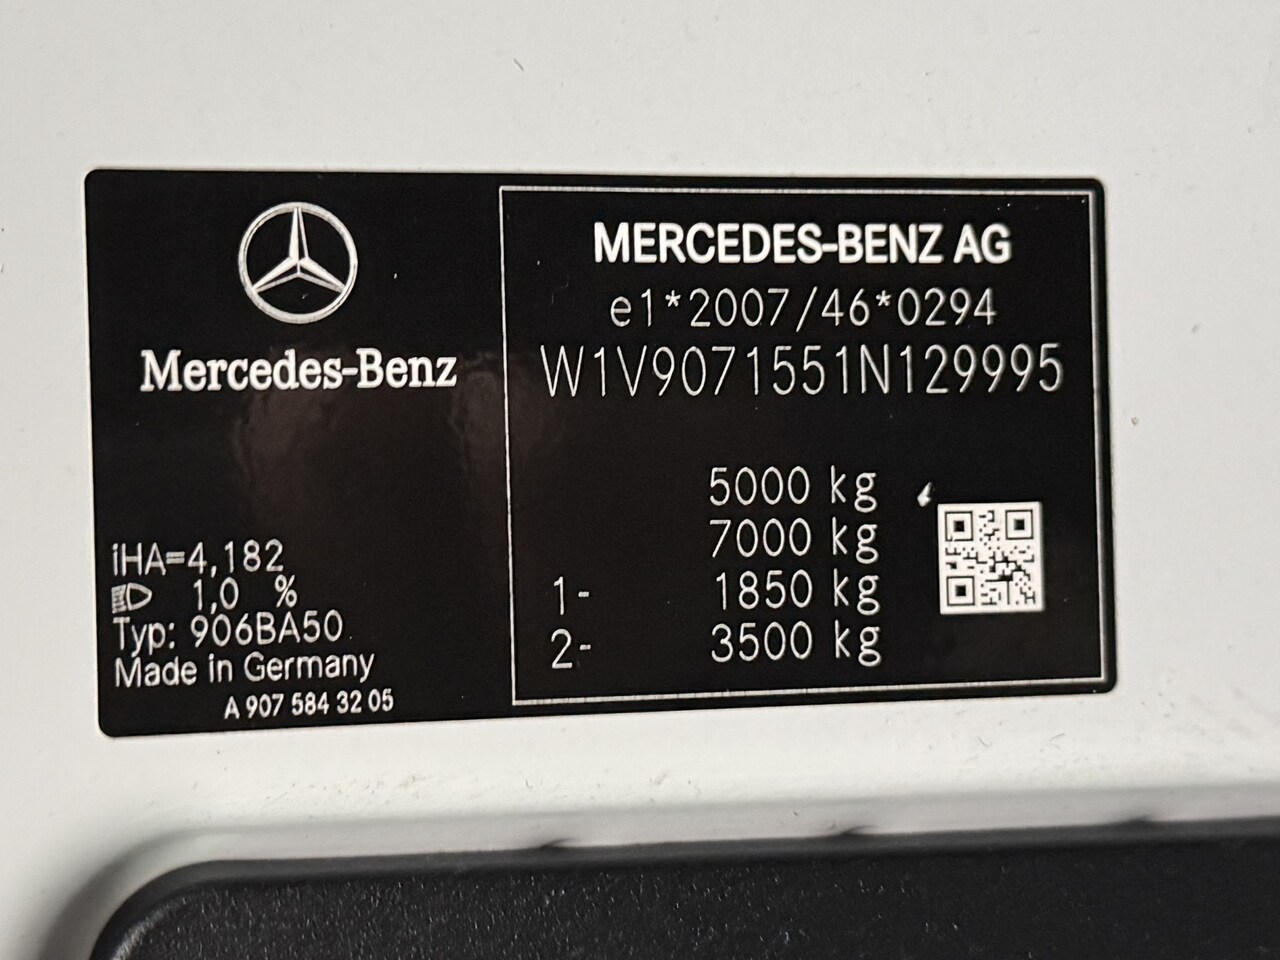 Mercedes-Benz
iHA=4,182
1,0 %
Typ: 906BA50
Made in Germany
A 907 584 32 05
MERCEDES-BENZ AG
e1*2007/46*0294
W1V9071551N129995
5000 kg
7000 kg
1- 1850 kg
2- 3500 kg